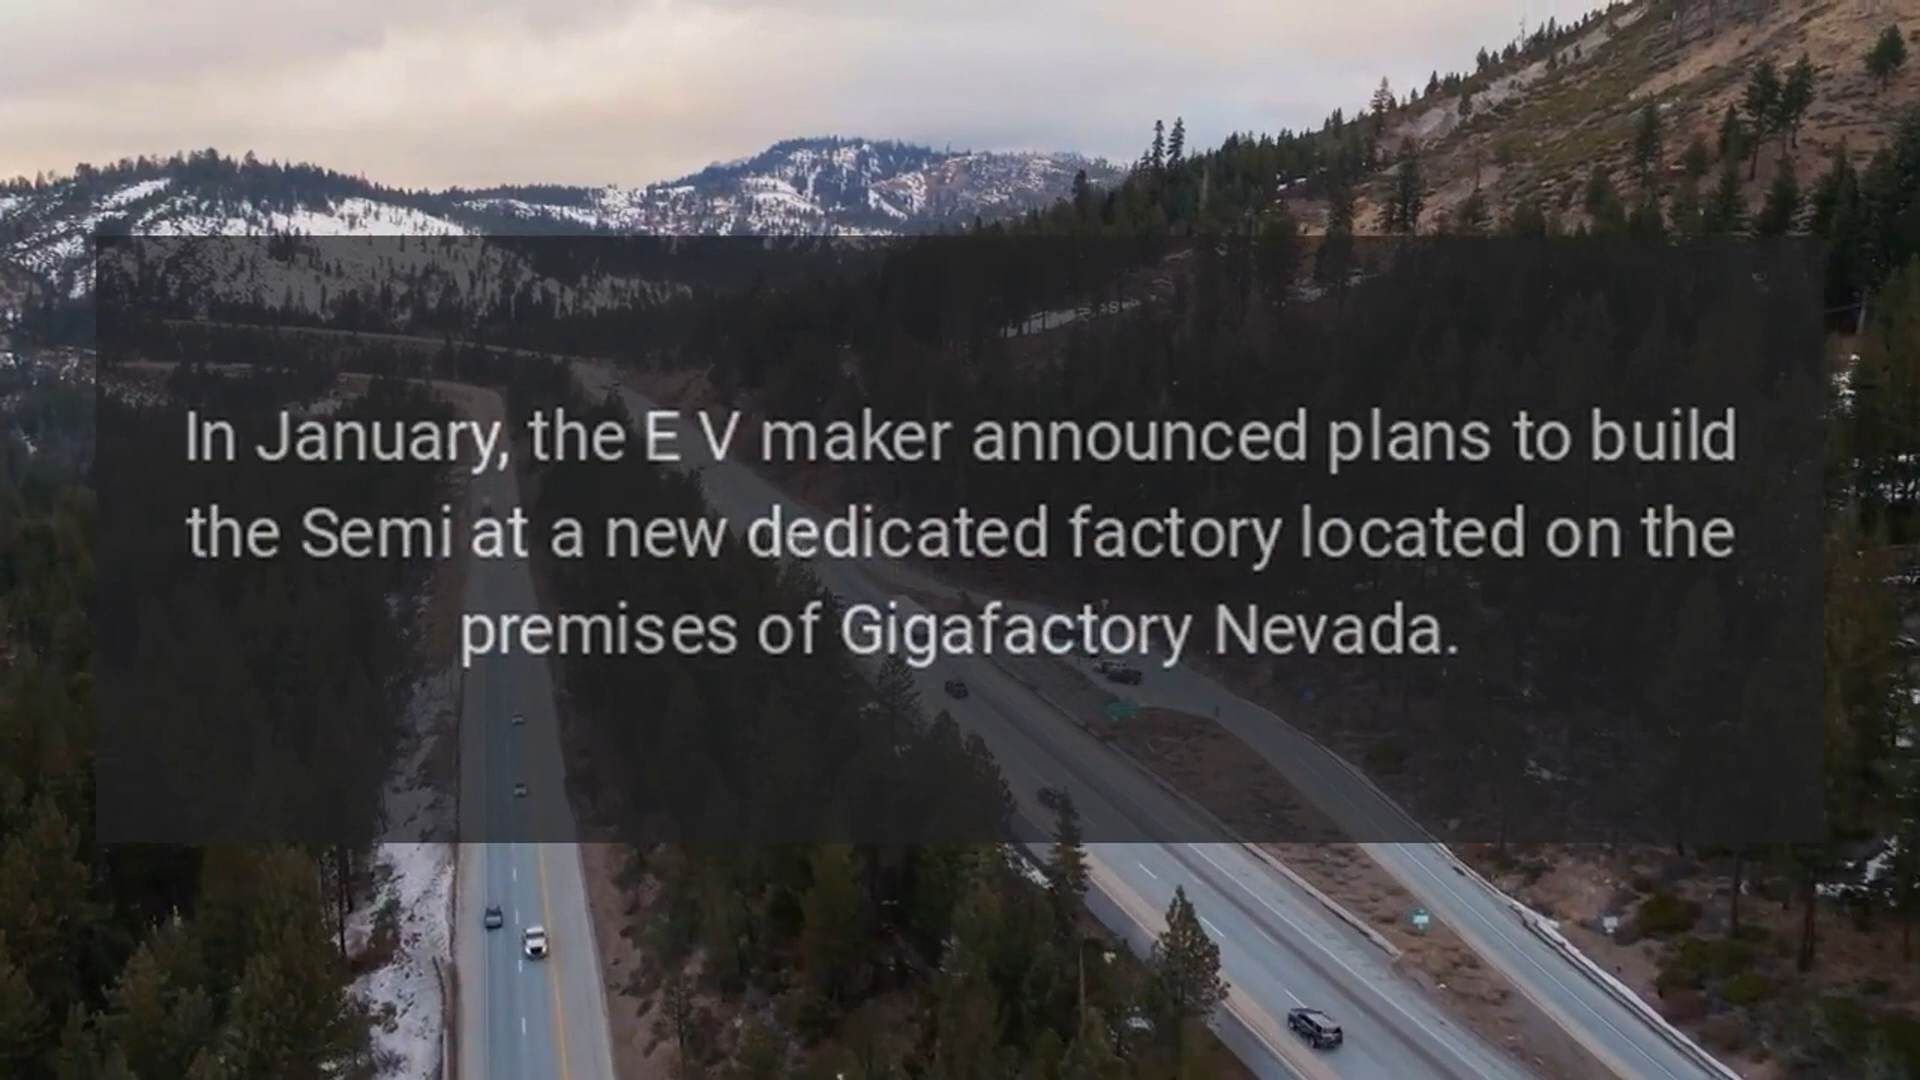 In January, the E V maker announced plans to build
the Semi at a new dedicated factory located on the
premises of Gigafactory Nevada.